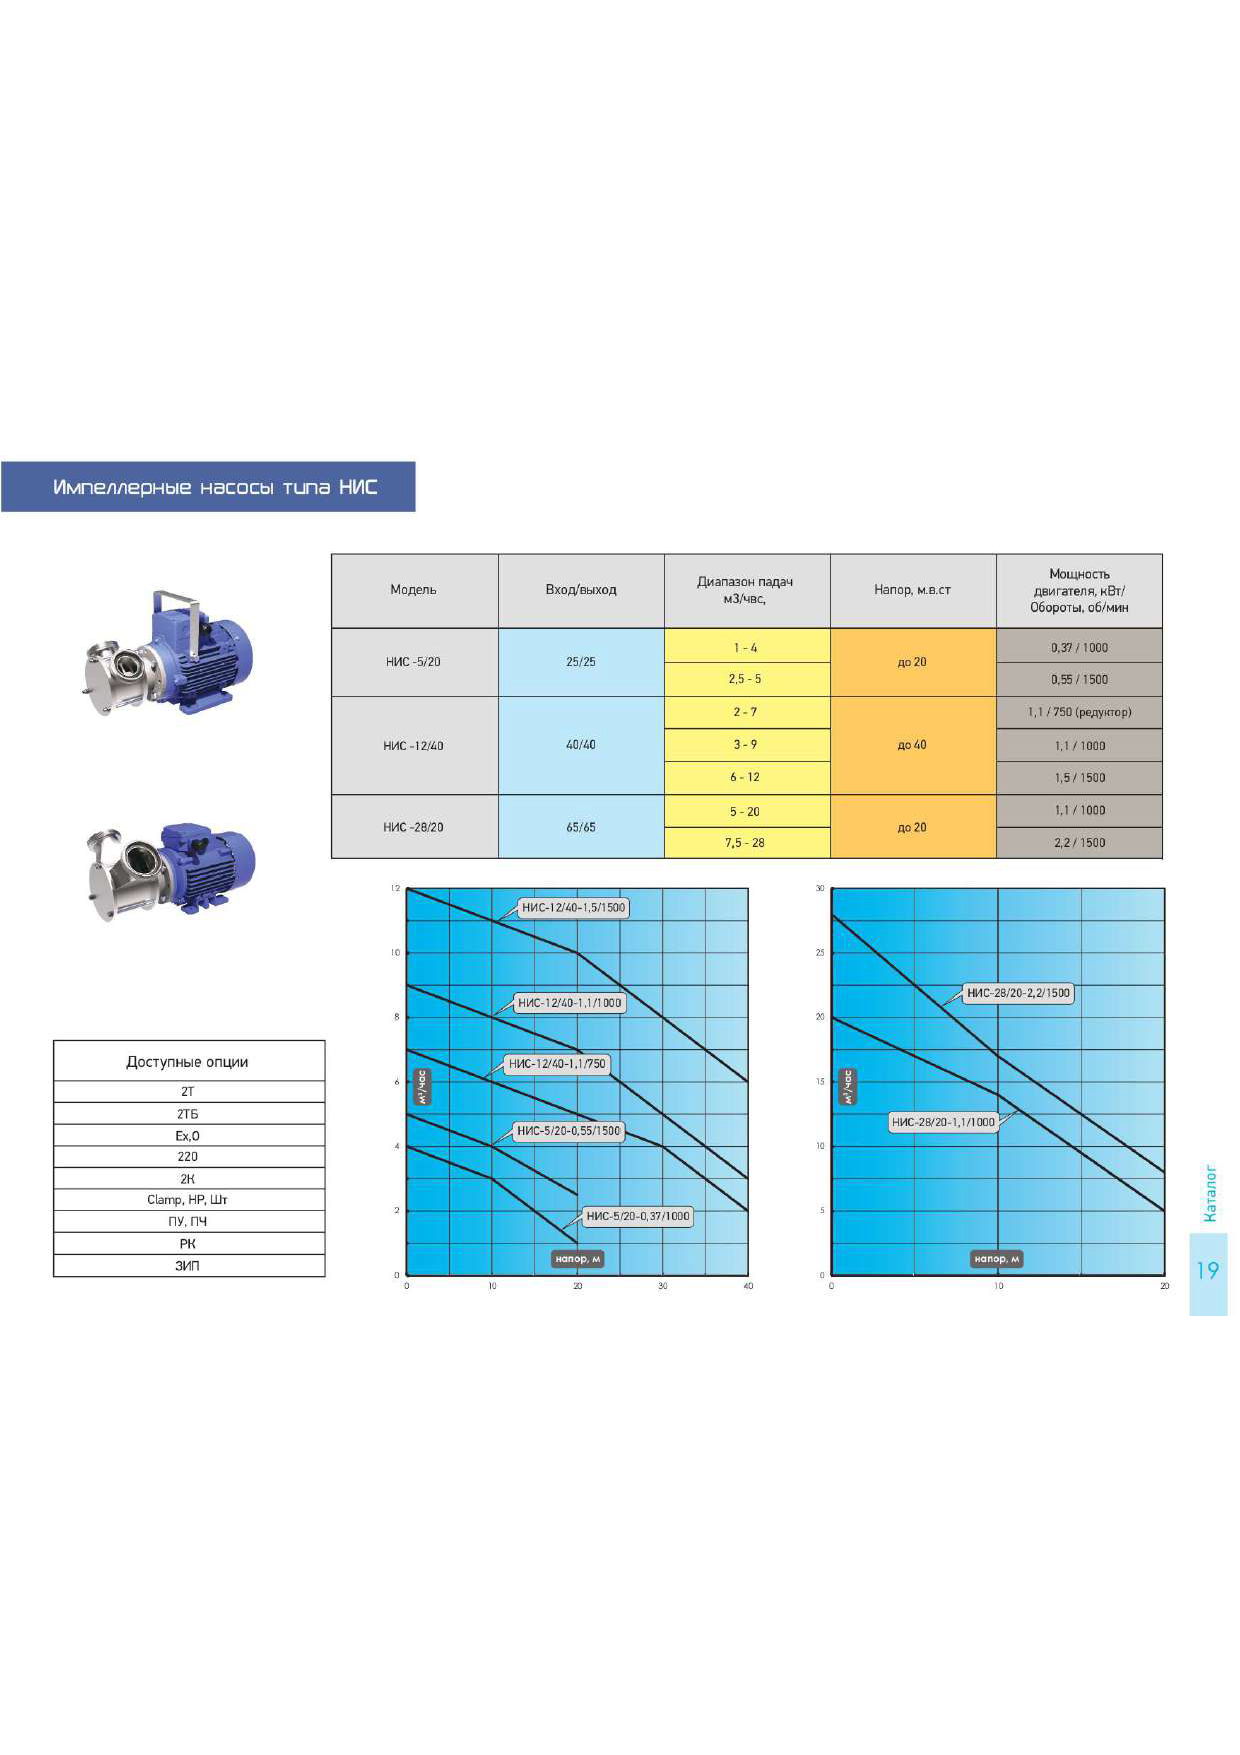 Импеллерные насосы типа НИС
Модель
Вход/выход
Диапазон падач
м3/чвс,
Напор, м.в.ст
Мощность
двигателя, кВт/
Обороты, об/мин
НИС -5/20
25/25
1 - 4
до 20
0,37 / 1000
2,5 - 5
0,55 / 1500
НИС -12/40
40/40
2 - 7
до 40
1,1 / 750 (редуктор)
3 - 9
1,1 / 1000
6 - 12
1,5 / 1500
НИС -28/20
65/65
5 - 20
до 20
1,1 / 1000
7,5 - 28
2,2 / 1500
Доступные опции
2Т
2ТБ
Ex,O
220
2К
Clamp, НР, Шт
ПУ, ПЧ
РК
ЗИП
12
10
8
6
4
2
0
м³/час
НИС-12/40-1,5/1500
НИС-12/40-1,1/1000
НИС-12/40-1,1/750
НИС-5/20-0,55/1500
НИС-5/20-0,37/1000
напор, м
0
10
20
30
40
30
25
20
15
10
5
0
м³/час
НИС-28/20-2,2/1500
НИС-28/20-1,1/1000
напор, м
0
10
20
Каталог
19